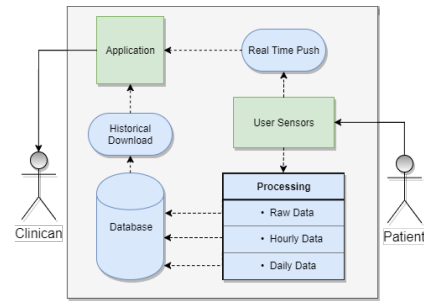 Application
Real Time Push
Historical
Download
User Sensors
Processing
• Raw Data
• Hourly Data
• Daily Data
Database
Clinican
Patient